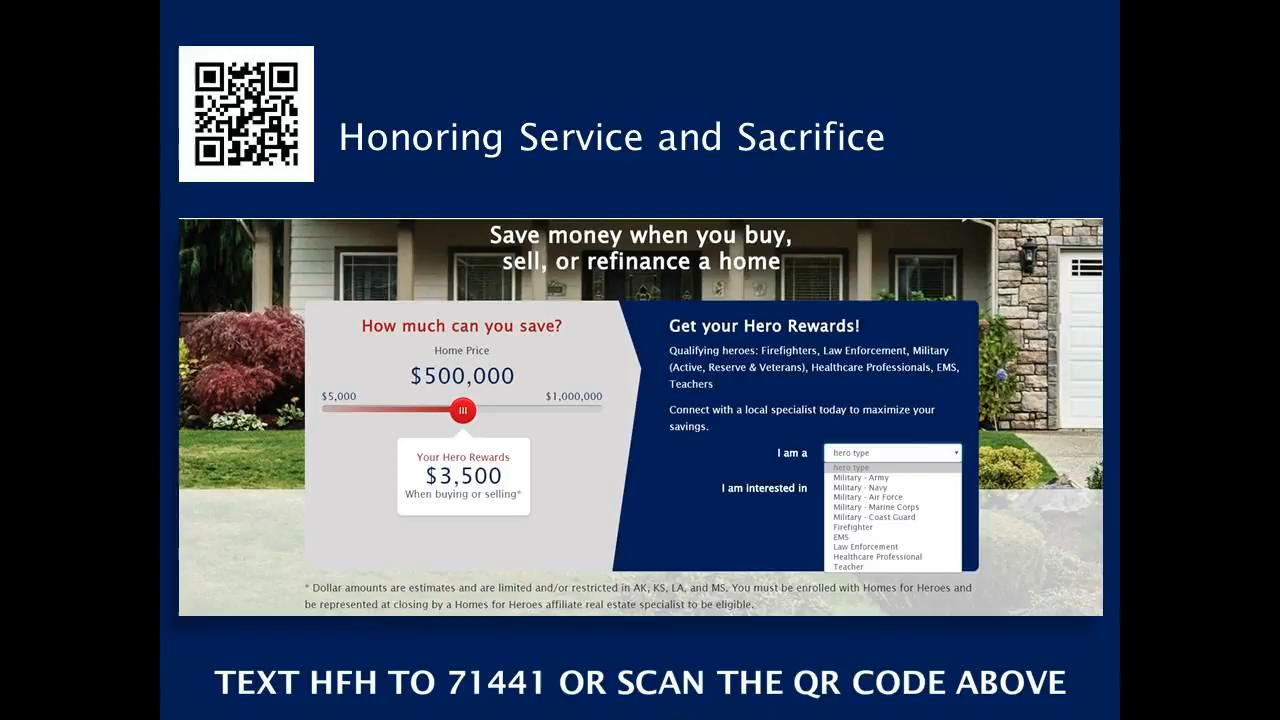 Honoring Service and Sacrifice
Save money when you buy,
sell, or refinance a home
How much can you save?
Home Price
$500,000
$5,000
$1,000,000
Your Hero Rewards
$3,500
When buying or selling*
Get your Hero Rewards!
Qualifying heroes: Firefighters, Law Enforcement, Military
(Active, Reserve & Veterans), Healthcare Professionals, EMS,
Teachers
Connect with a local specialist today to maximize your
savings.
I am a
hero type
hero type
Military - Army
Military - Navy
Military - Air Force
Military - Marine Corps
Military - Coast Guard
Firefighter
EMS
Law Enforcement
Healthcare Professional
Teacher
I am interested in
* Dollar amounts are estimates and are limited and/or restricted in AK, KS, LA, and MS. You must be enrolled with Homes for Heroes and
be represented at closing by a Homes for Heroes affiliate real estate specialist to be eligible.
TEXT HFH TO 71441 OR SCAN THE QR CODE ABOVE